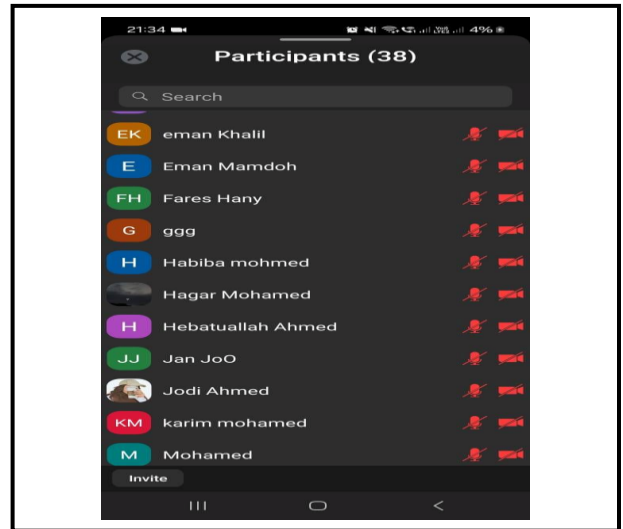 21:34 4%
Participants (38)
Search
EK eman Khalil
E Eman Mamdoh
FH Fares Hany
G ggg
H Habiba mohmed
Hagar Mohamed
H Hebatuallah Ahmed
JJ Jan JoO
Jodi Ahmed
KM karim mohamed
M Mohamed
Invite